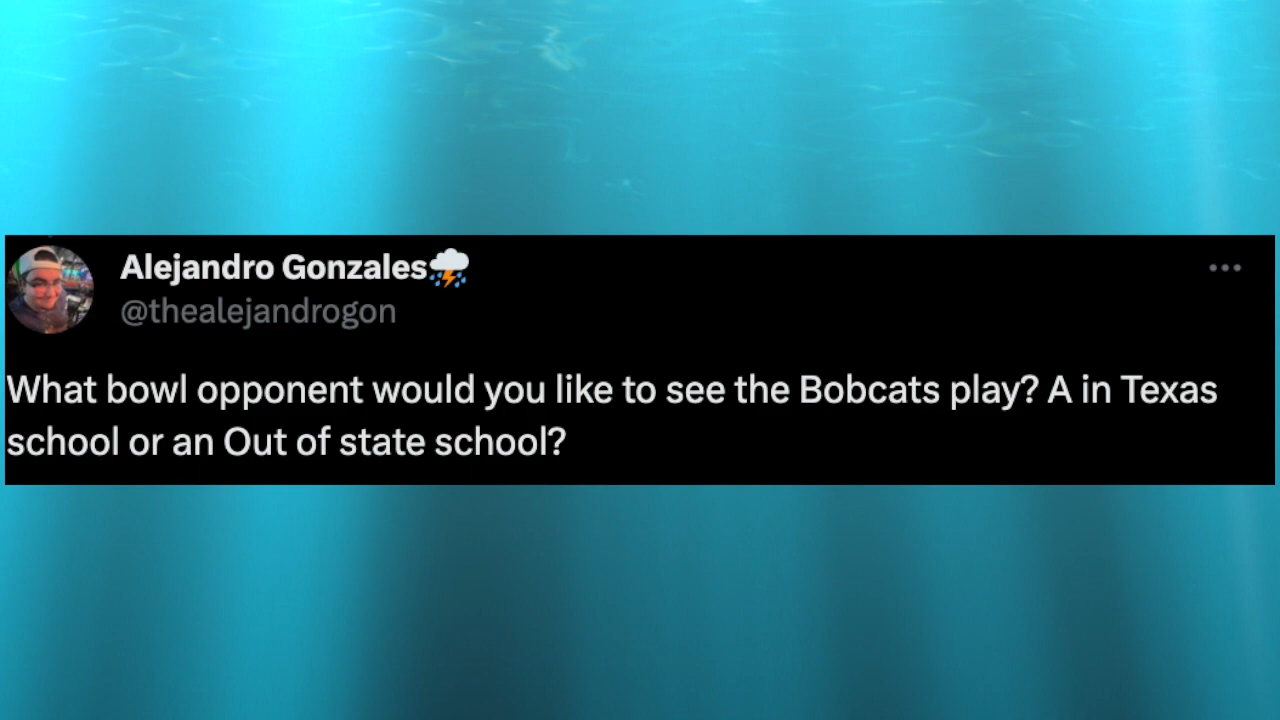 Alejandro Gonzales🌩️
@thealejandrogon
What bowl opponent would you like to see the Bobcats play? A in Texas
school or an Out of state school?